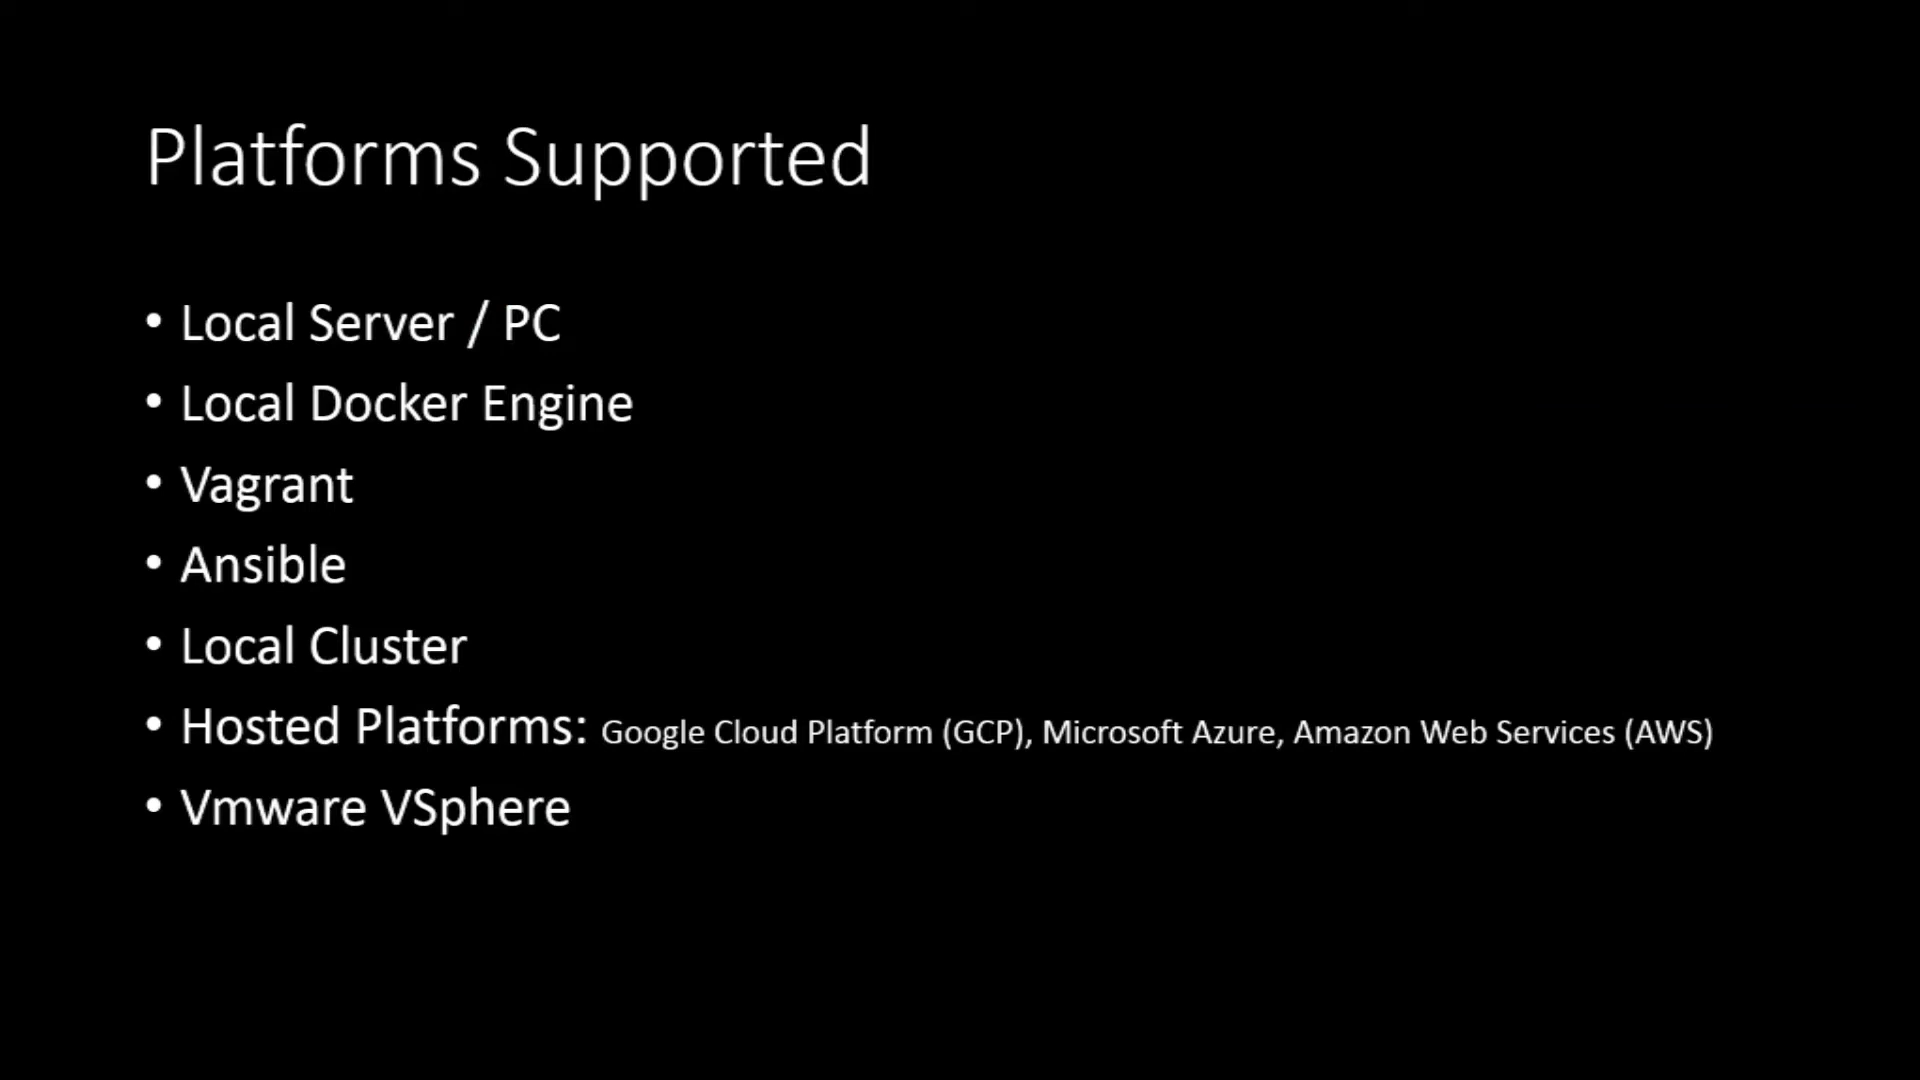 Platforms Supported
• Local Server / PC
• Local Docker Engine
• Vagrant
• Ansible
• Local Cluster
• Hosted Platforms: Google Cloud Platform (GCP), Microsoft Azure, Amazon Web Services (AWS)
• Vmware VSphere